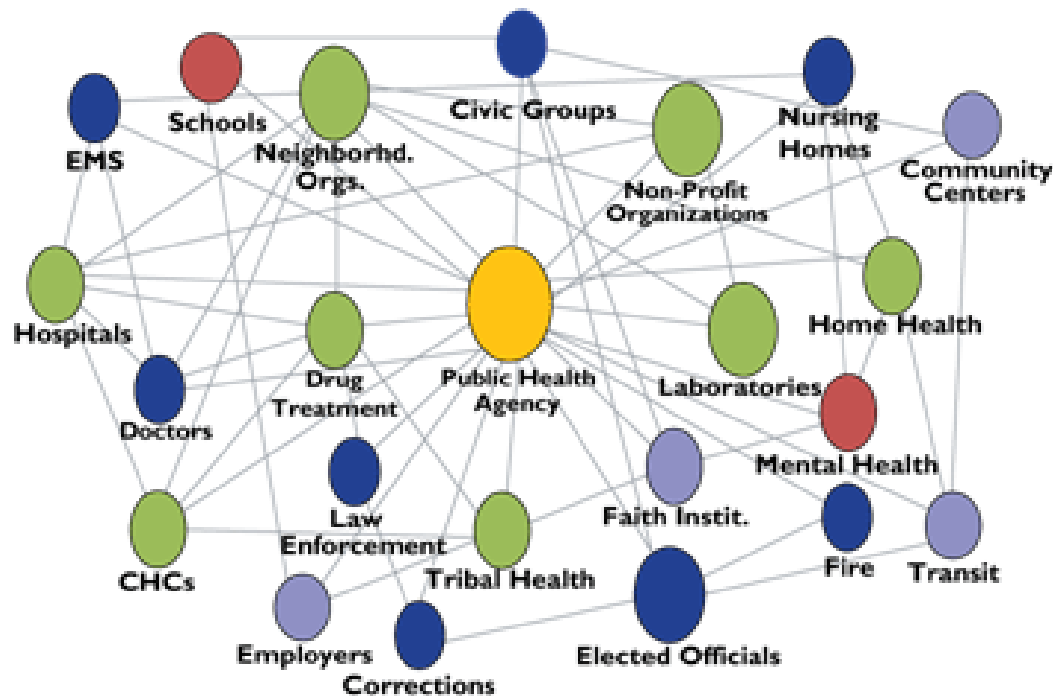 Schools
Civic Groups
EMS
Neighborhd.
Orgs.
Nursing
Homes
Non-Profit
Organizations
Community
Centers
Hospitals
Home Health
Drug
Treatment
Public Health
Agency
Laboratories
Doctors
Mental Health
Law
Enforcement
Faith Instit.
CHCs
Tribal Health
Fire
Transit
Employers
Elected Officials
Corrections